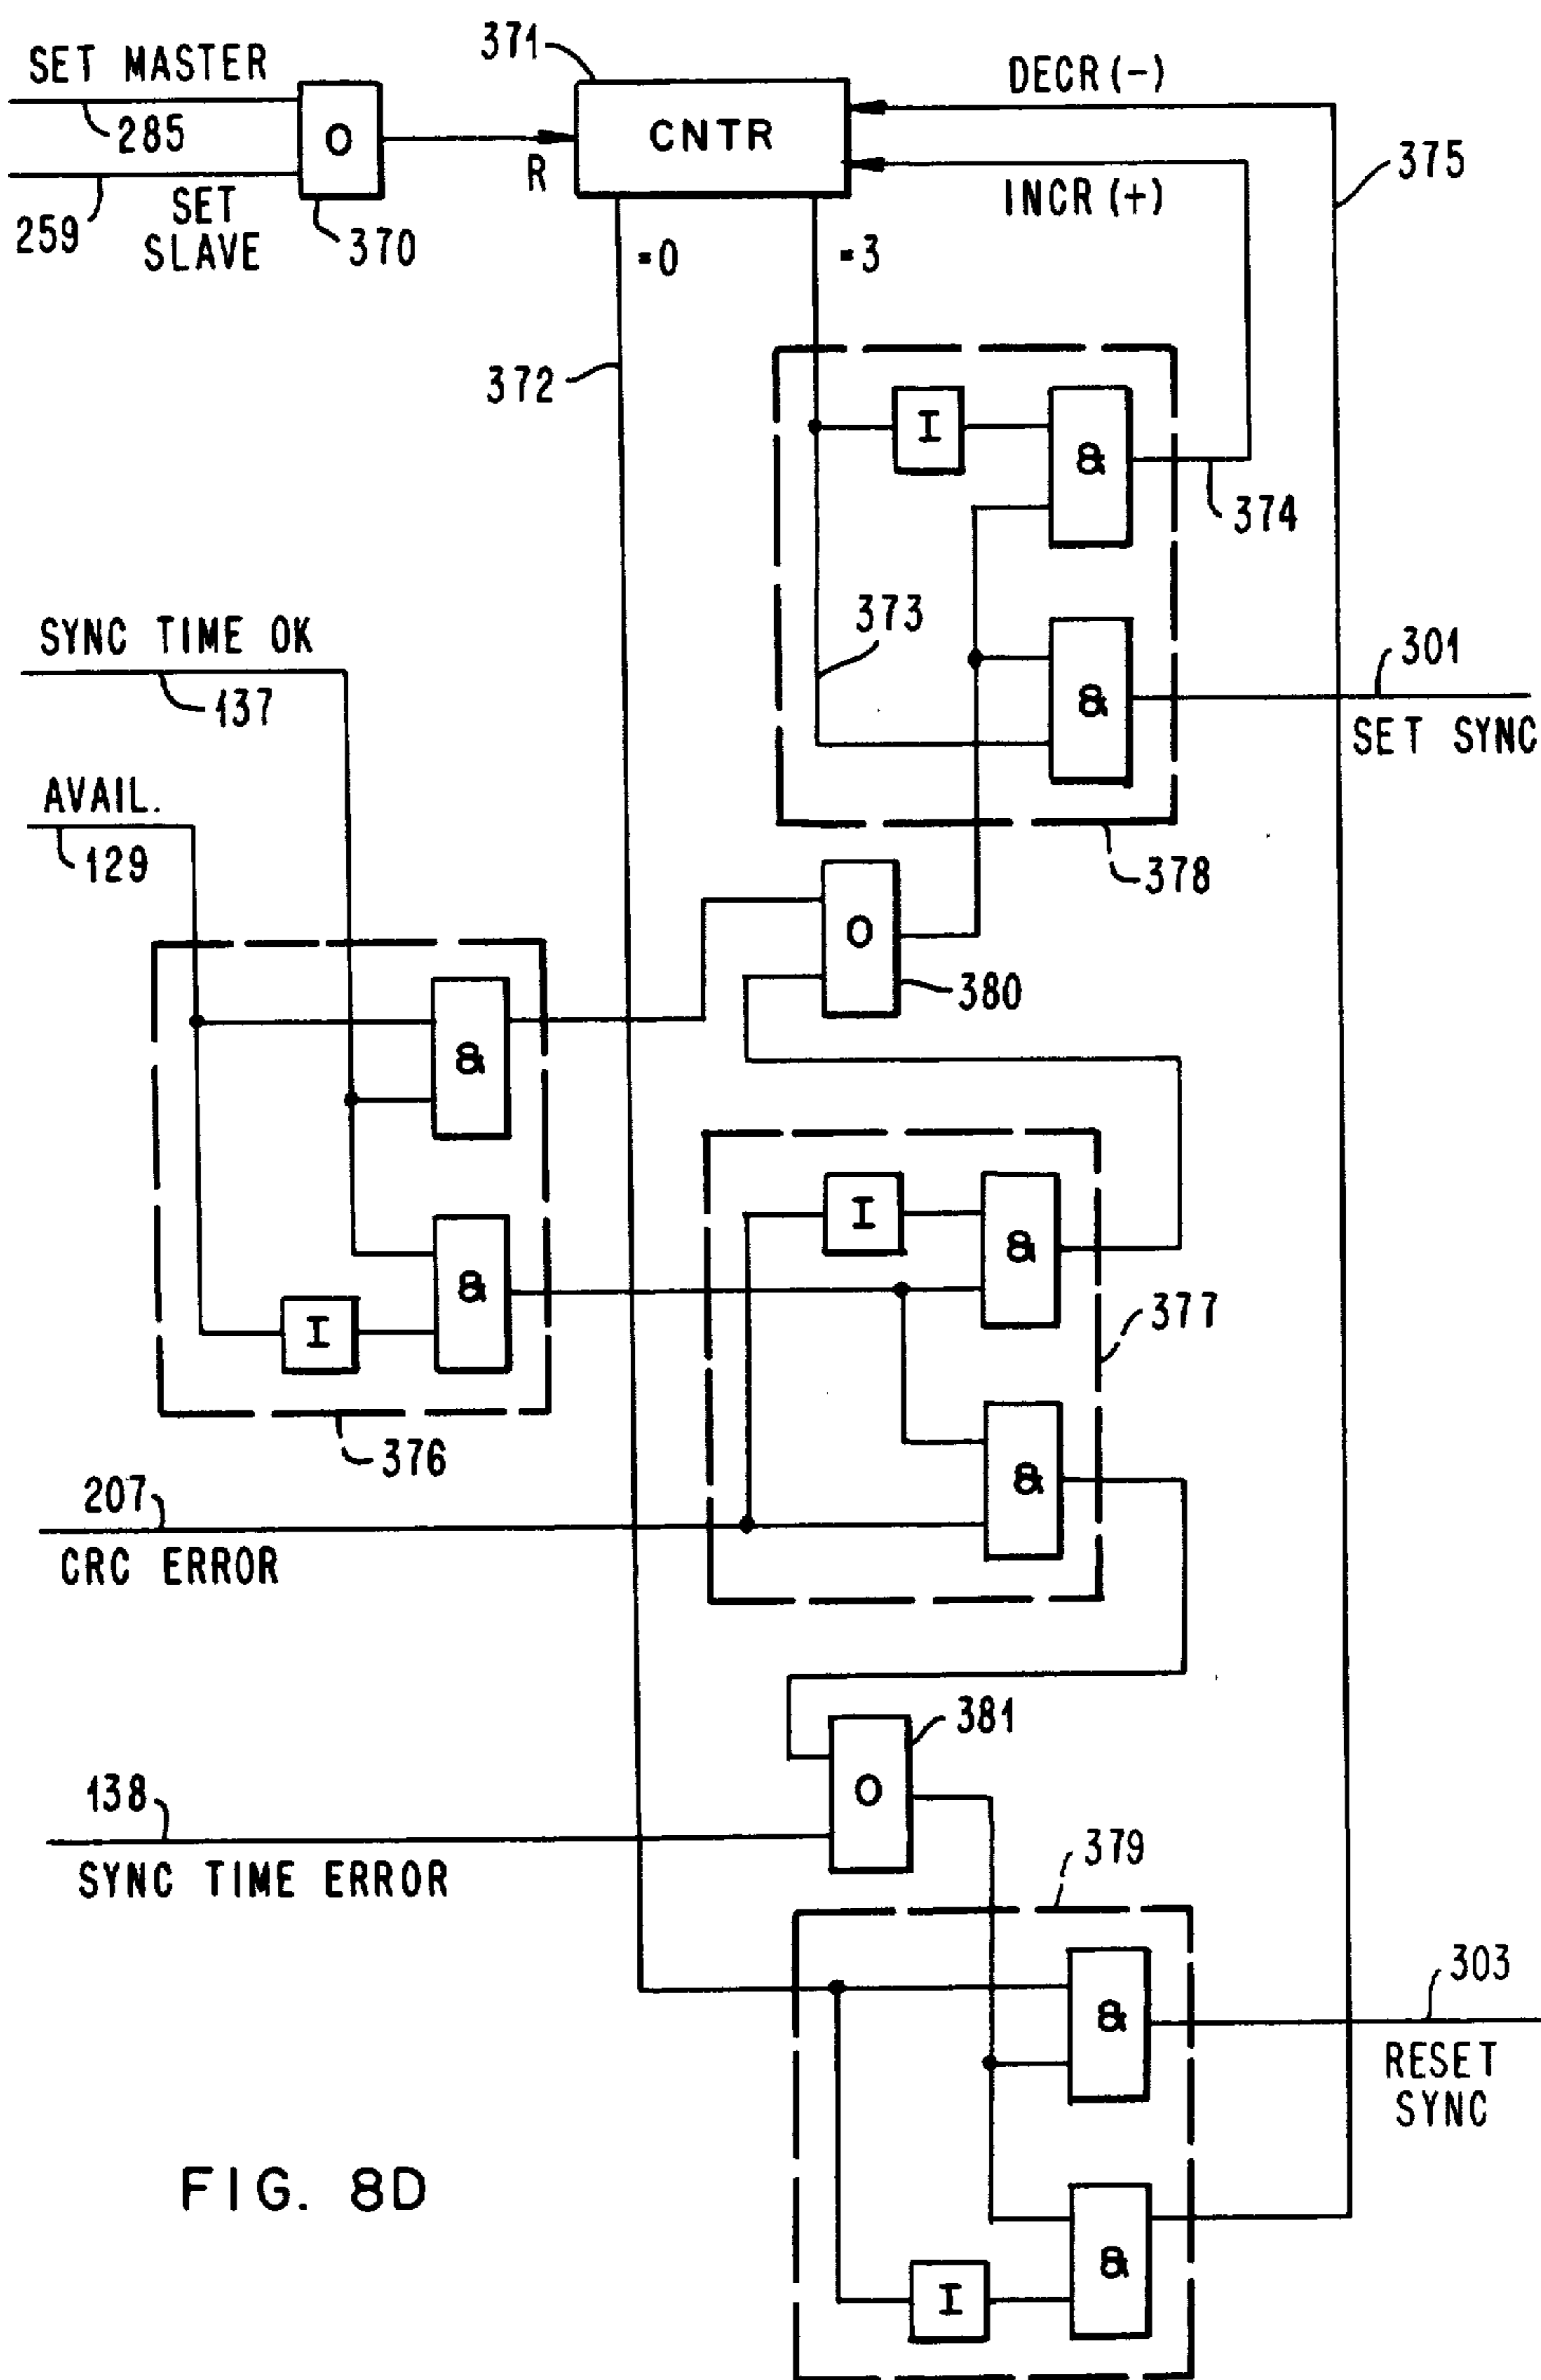 SET MASTER
285
259
SET
SLAVE
O
370
R
371
CNTR
DECR (-)
INCR (+)
375
=0
=3
372
I
&
374
373
&
301
SET SYNC
378
SYNC TIME OK
137
AVAIL.
129
O
380
&
&
I
376
I
&
&
377
207
CRC ERROR
381
O
138
SYNC TIME ERROR
379
&
303
RESET
SYNC
&
I
FIG. 8D